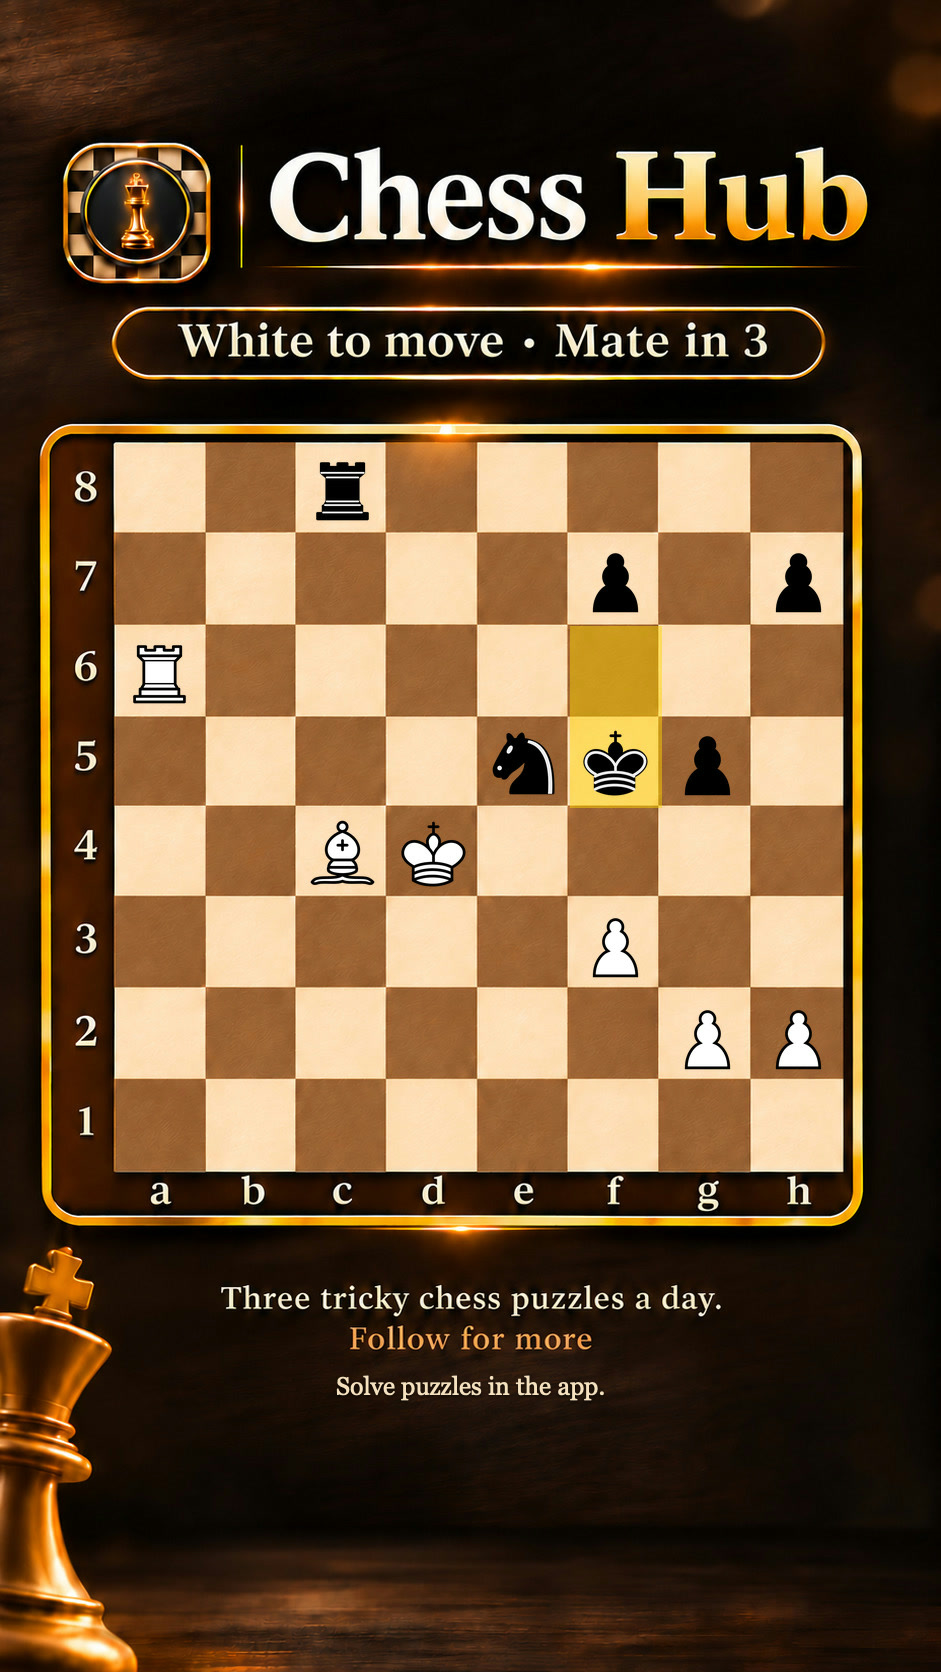 Chess Hub
White to move • Mate in 3
8
7
6
5
4
3
2
1
a b c d e f g h
Three tricky chess puzzles a day.
Follow for more
Solve puzzles in the app.